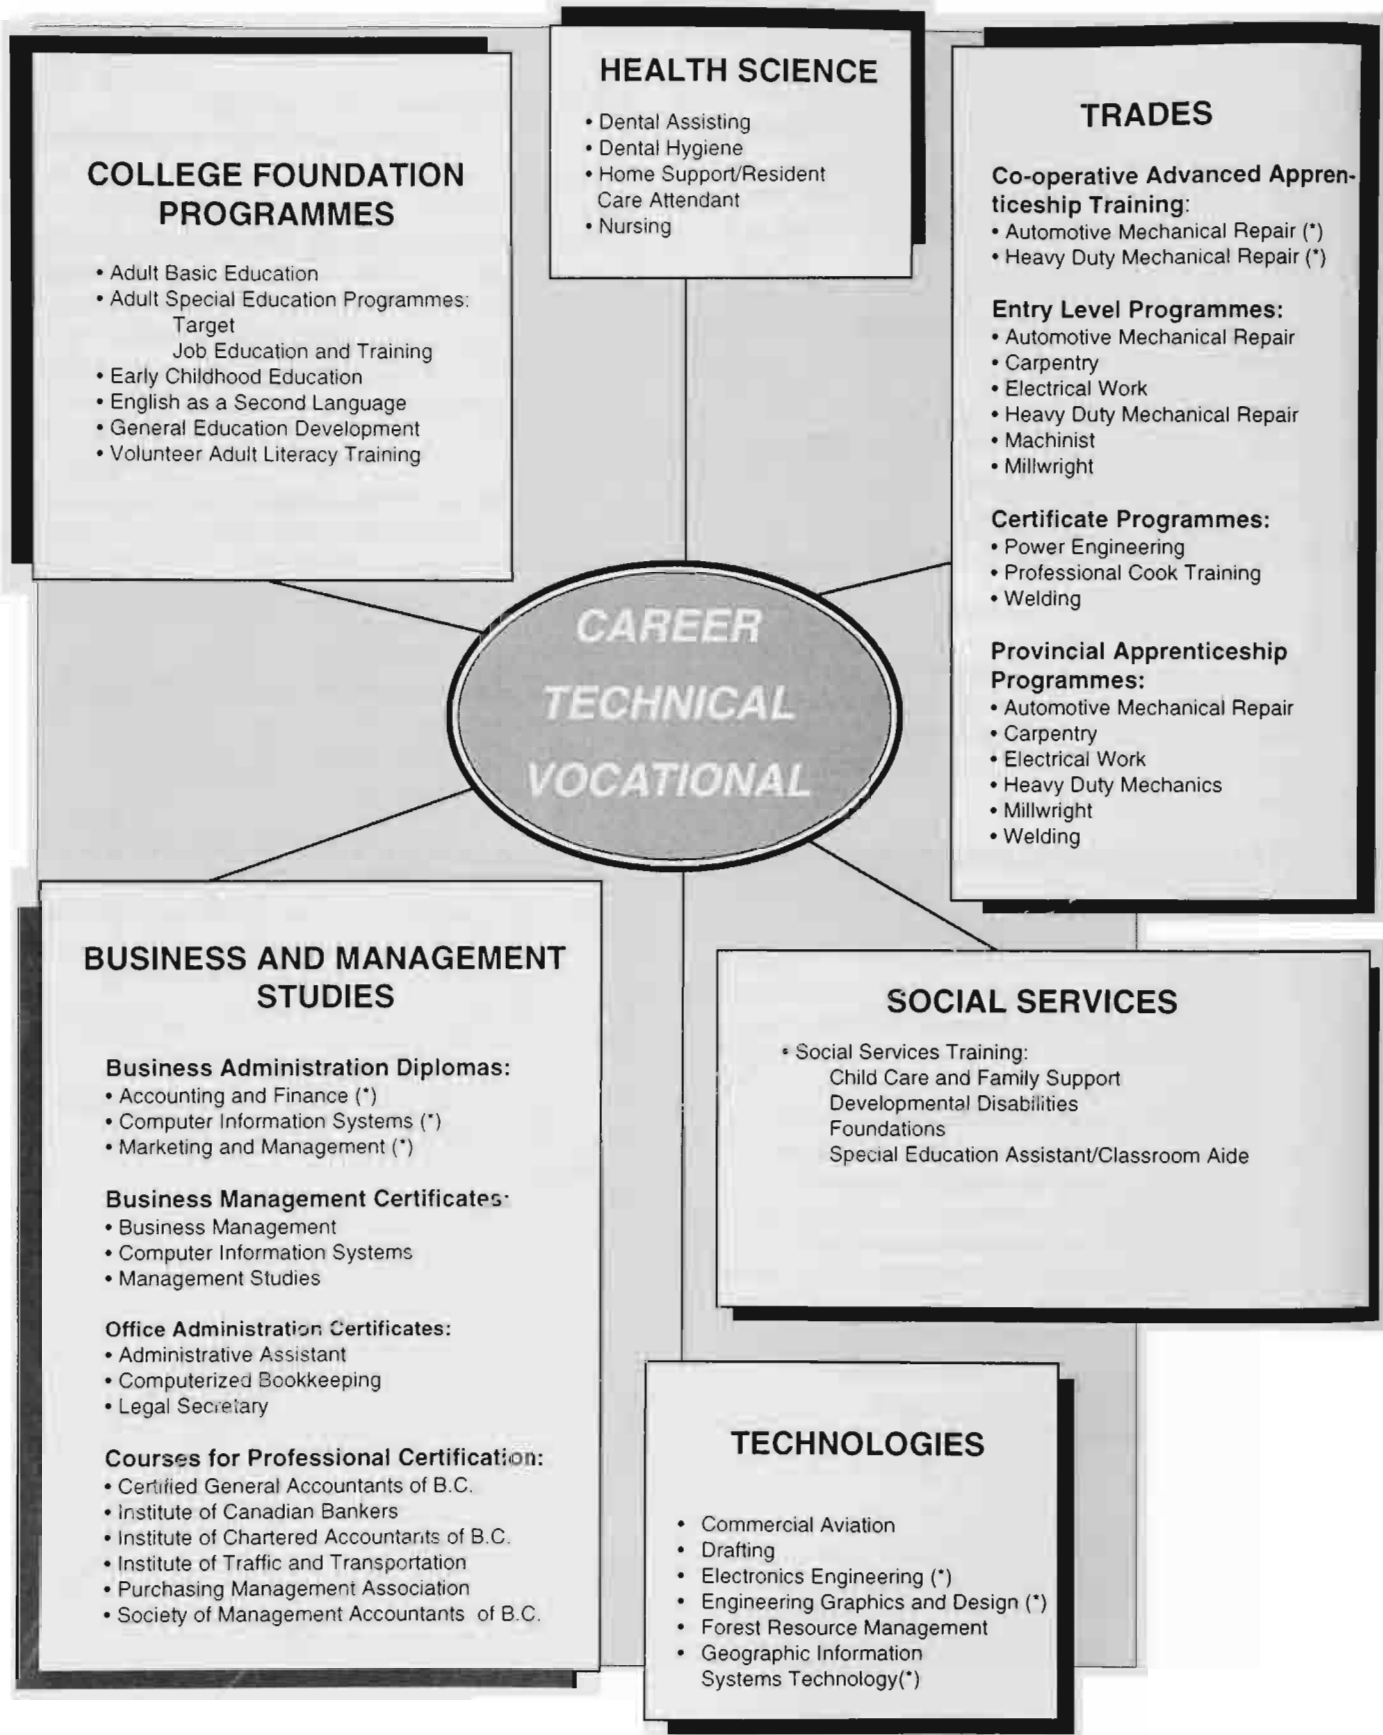 COLLEGE FOUNDATION
PROGRAMMES
• Adult Basic Education
• Adult Special Education Programmes:
Target
Job Education and Training
• Early Childhood Education
• English as a Second Language
• General Education Development
• Volunteer Adult Literacy Training
HEALTH SCIENCE
• Dental Assisting
• Dental Hygiene
• Home Support/Resident
Care Attendant
• Nursing
TRADES
Co-operative Advanced Appren-
ticeship Training:
• Automotive Mechanical Repair (*)
• Heavy Duty Mechanical Repair (*)
Entry Level Programmes:
• Automotive Mechanical Repair
• Carpentry
• Electrical Work
• Heavy Duty Mechanical Repair
• Machinist
• Millwright
Certificate Programmes:
• Power Engineering
• Professional Cook Training
• Welding
Provincial Apprenticeship
Programmes:
• Automotive Mechanical Repair
• Carpentry
• Electrical Work
• Heavy Duty Mechanics
• Millwright
• Welding
CAREER
TECHNICAL
VOCATIONAL
BUSINESS AND MANAGEMENT
STUDIES
Business Administration Diplomas:
• Accounting and Finance (*)
• Computer Information Systems (*)
• Marketing and Management (*)
Business Management Certificates:
• Business Management
• Computer Information Systems
• Management Studies
Office Administration Certificates:
• Administrative Assistant
• Computerized Bookkeeping
• Legal Secretary
Courses for Professional Certification:
• Certified General Accountants of B.C.
• Institute of Canadian Bankers
• Institute of Chartered Accountants of B.C.
• Institute of Traffic and Transportation
• Purchasing Management Association
• Society of Management Accountants of B.C.
SOCIAL SERVICES
• Social Services Training:
Child Care and Family Support
Developmental Disabilities
Foundations
Special Education Assistant/Classroom Aide
TECHNOLOGIES
• Commercial Aviation
• Drafting
• Electronics Engineering (*)
• Engineering Graphics and Design (*)
• Forest Resource Management
• Geographic Information
Systems Technology(*)